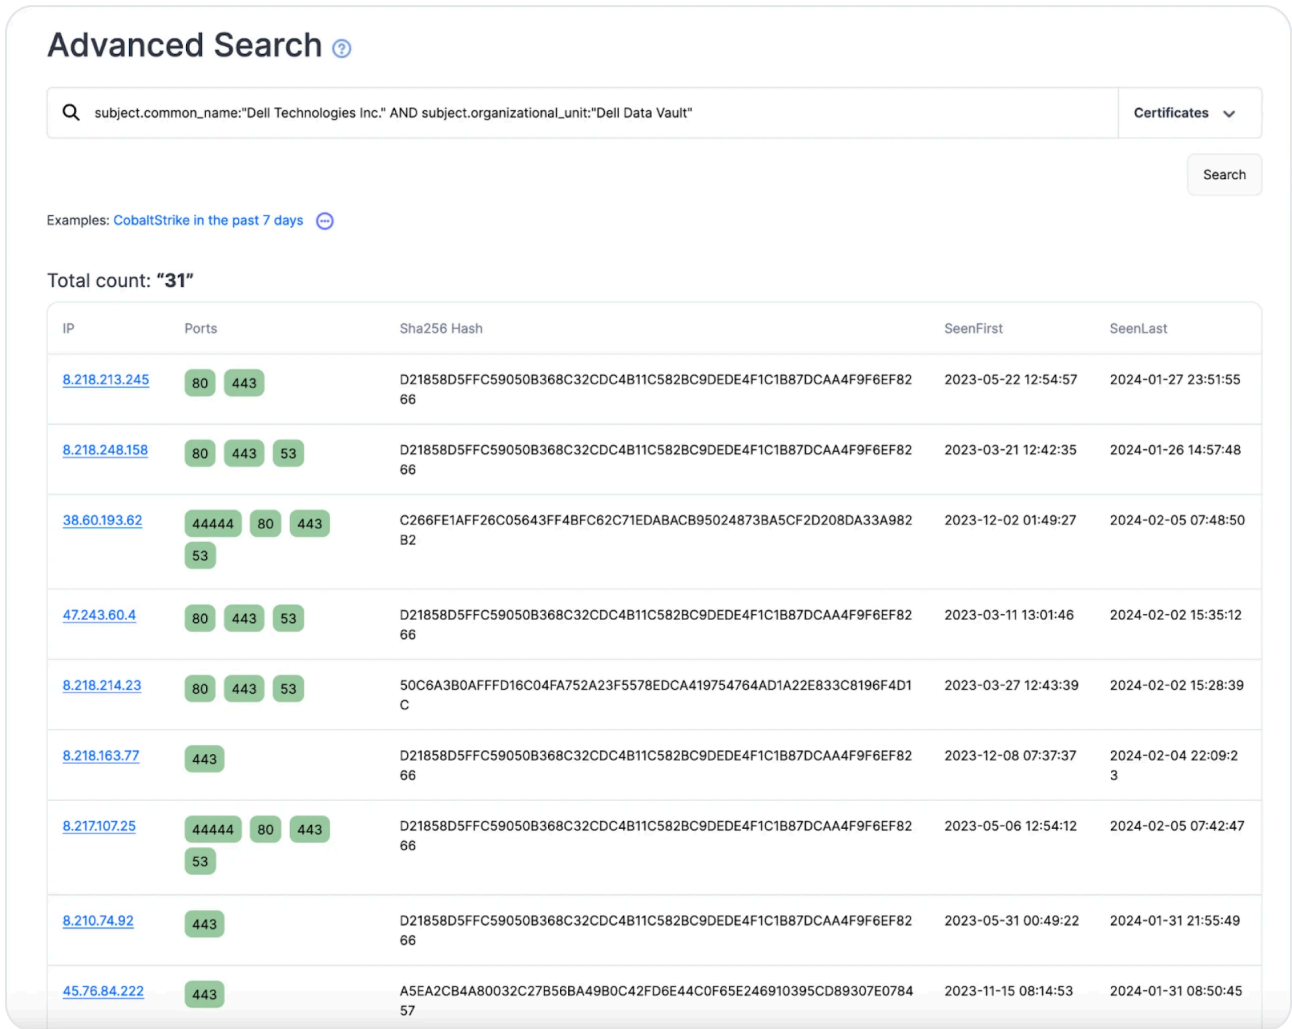 Advanced Search
subject.common_name:"Dell Technologies Inc." AND subject.organizational_unit:"Dell Data Vault" Certificates
Search
Examples: CobaltStrike in the past 7 days
Total count: “31”
IP Ports Sha256 Hash SeenFirst SeenLast
8.218.213.245 80 443 D21858D5FFC59050B368C32CDC4B11C582BC9DEDE4F1C1B87DCAA4F9F6EF82 2023-05-22 12:54:57 2024-01-27 23:51:55
66
8.218.248.158 80 443 53 D21858D5FFC59050B368C32CDC4B11C582BC9DEDE4F1C1B87DCAA4F9F6EF82 2023-03-21 12:42:35 2024-01-26 14:57:48
66
38.60.193.62 44444 80 443 C266FE1AFF26C05643FF4BFC62C71EDABACB95024873BA5CF2D208DA33A982 2023-12-02 01:49:27 2024-02-05 07:48:50
53 B2
47.243.60.4 80 443 53 D21858D5FFC59050B368C32CDC4B11C582BC9DEDE4F1C1B87DCAA4F9F6EF82 2023-03-11 13:01:46 2024-02-02 15:35:12
66
8.218.214.23 80 443 53 50C6A3B0AFFFD16C04FA752A23F5578EDCA419754764AD1A22E833C8196F4D1 2023-03-27 12:43:39 2024-02-02 15:28:39
C
8.218.163.77 443 D21858D5FFC59050B368C32CDC4B11C582BC9DEDE4F1C1B87DCAA4F9F6EF82 2023-12-08 07:37:37 2024-02-04 22:09:2
66 3
8.217.107.25 44444 80 443 D21858D5FFC59050B368C32CDC4B11C582BC9DEDE4F1C1B87DCAA4F9F6EF82 2023-05-06 12:54:12 2024-02-05 07:42:47
53 66
8.210.74.92 443 D21858D5FFC59050B368C32CDC4B11C582BC9DEDE4F1C1B87DCAA4F9F6EF82 2023-05-31 00:49:22 2024-01-31 21:55:49
66
45.76.84.222 443 A5EA2CB4A80032C27B56BA49B0C42FD6E44C0F65E246910395CD89307E0784 2023-11-15 08:14:53 2024-01-31 08:50:45
57